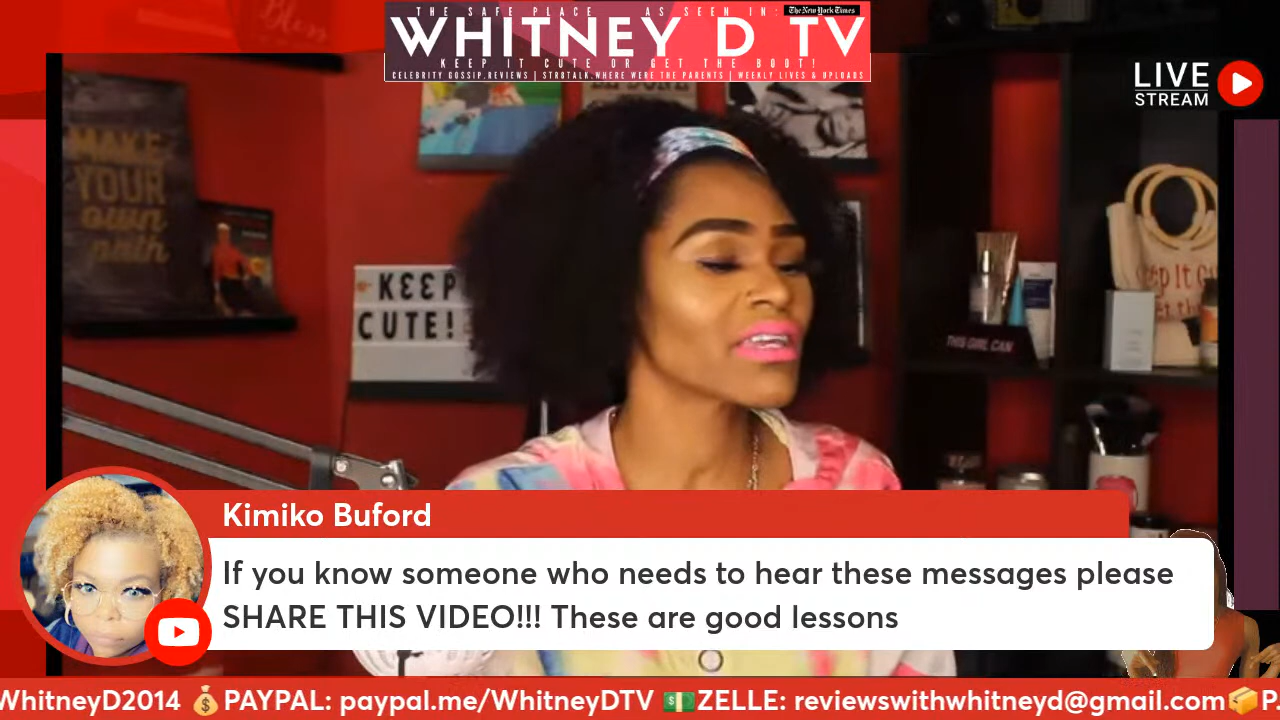 THE SAFE PLACE AS SEEN IN: The New York Times
WHITNEY D TV
KEEP IT CUTE OR GET THE BOOT!
CELEBRITY GOSSIP,REVIEWS | STR8TALK,WHERE WERE THE PARENTS | WEEKLY LIVES & UPLOADS
LIVE
STREAM
MAKE
YOUR
own
path
KEEP
CUTE!
THIS GIRL CAN
Kimiko Buford
If you know someone who needs to hear these messages please
SHARE THIS VIDEO!!! These are good lessons
WhitneyD2014 💰PAYPAL: paypal.me/WhitneyDTV 💵ZELLE: reviewswithwhitneyd@gmail.com📦P.